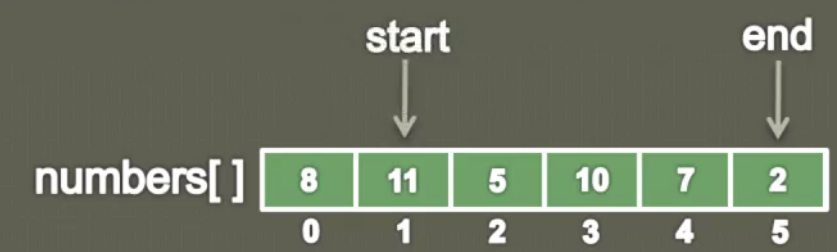 start end
numbers[ ] 8 11 5 10 7 2
0 1 2 3 4 5